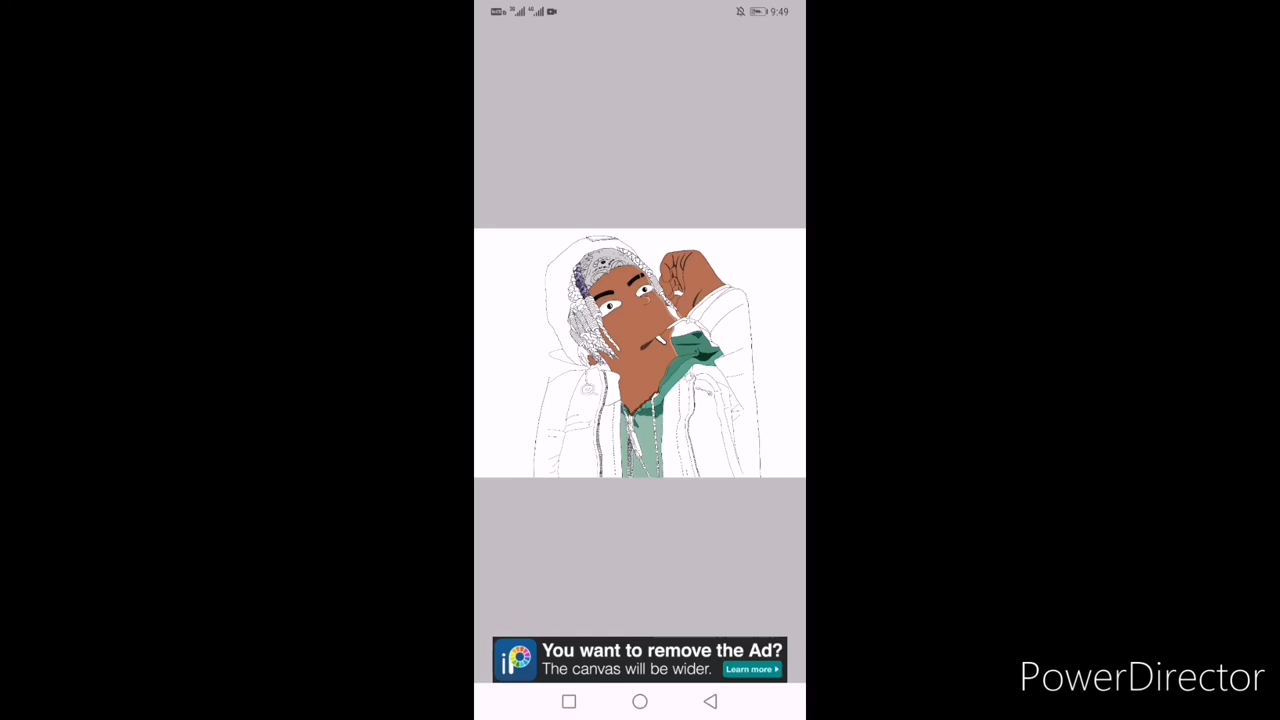 9:49
You want to remove the Ad?
The canvas will be wider.
Learn more
PowerDirector